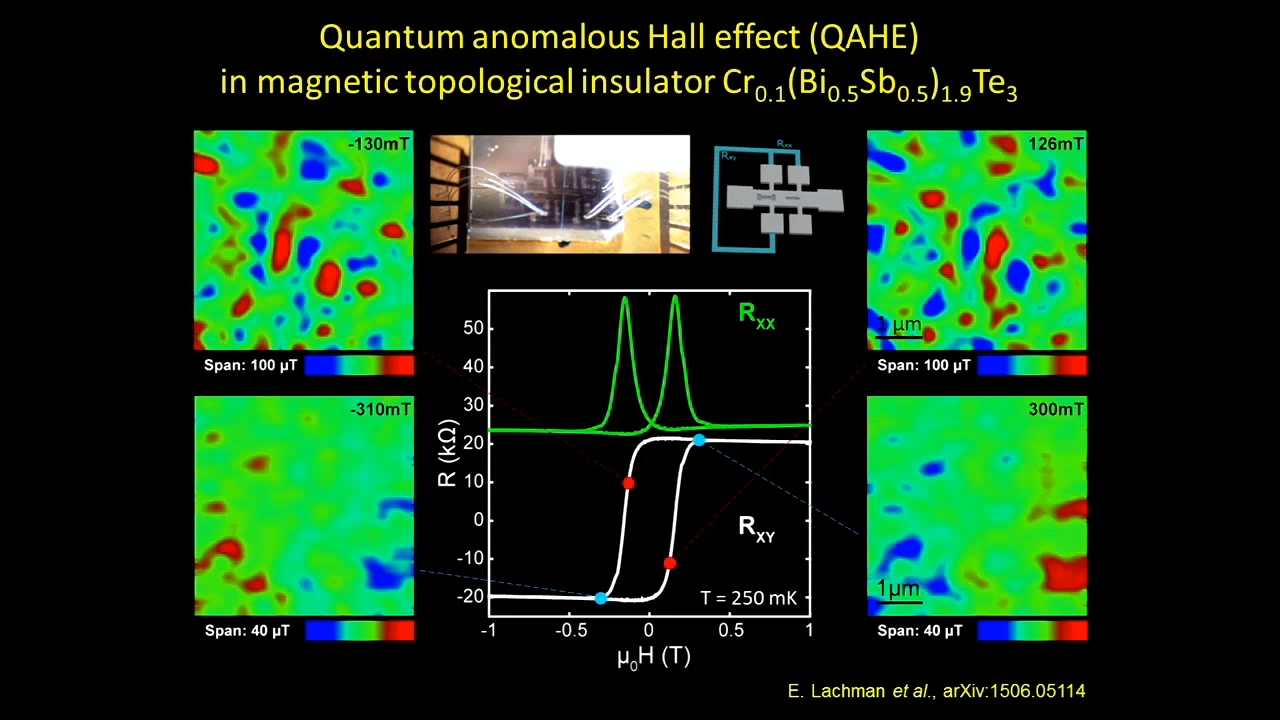 Quantum anomalous Hall effect (QAHE)
in magnetic topological insulator Cr0.1(Bi0.5Sb0.5)1.9Te3
-130mT
Span: 100 µT
-310mT
Span: 40 µT
Rxx
Rxy
126mT
1 µm
Span: 100 µT
300mT
1µm
Span: 40 µT
RXX
RXY
T = 250 mK
R (kΩ)
50
40
30
20
10
0
-10
-20
-1 -0.5 0 0.5 1
µ0H (T)
E. Lachman et al., arXiv:1506.05114